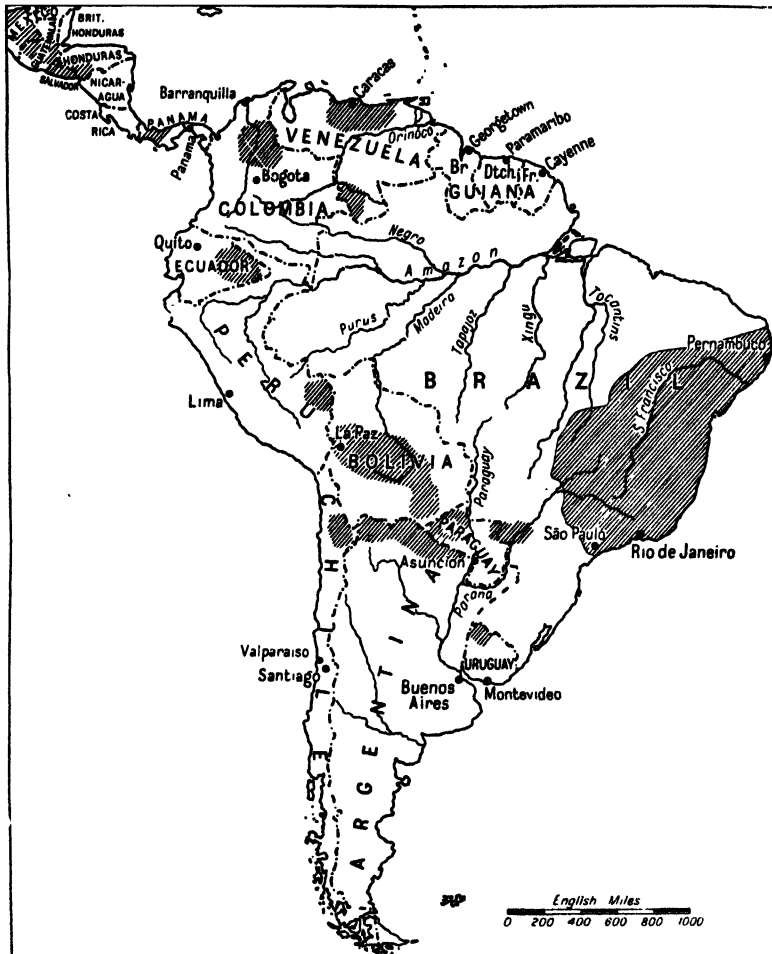 MEXICO
BRIT.
HONDURAS
GUATEMALA
HONDURAS
SALVADOR
NICAR-
AGUA
COSTA
RICA
PANAMA
Panama
Barranquilla
Caracas
VENEZUELA
Orinoco
Georgetown
Paramaribo
Cayenne
Br.
Dtch.
Fr.
GUIANA
Bogota
COLOMBIA
Quito
ECUADOR
Negro
Amazon
Purus
Madeira
Tapajoz
Xingu
Tocantins
PERU
Lima
BRAZIL
Pernambuco
S. Francisco
La Paz
BOLIVIA
Paraguay
PARAGUAY
Asuncion
São Paulo
Rio de Janeiro
CHILE
Parana
ARGENTINA
Valparaiso
Santiago
URUGUAY
Buenos
Aires
Montevideo
English Miles
0 200 400 600 800 1000